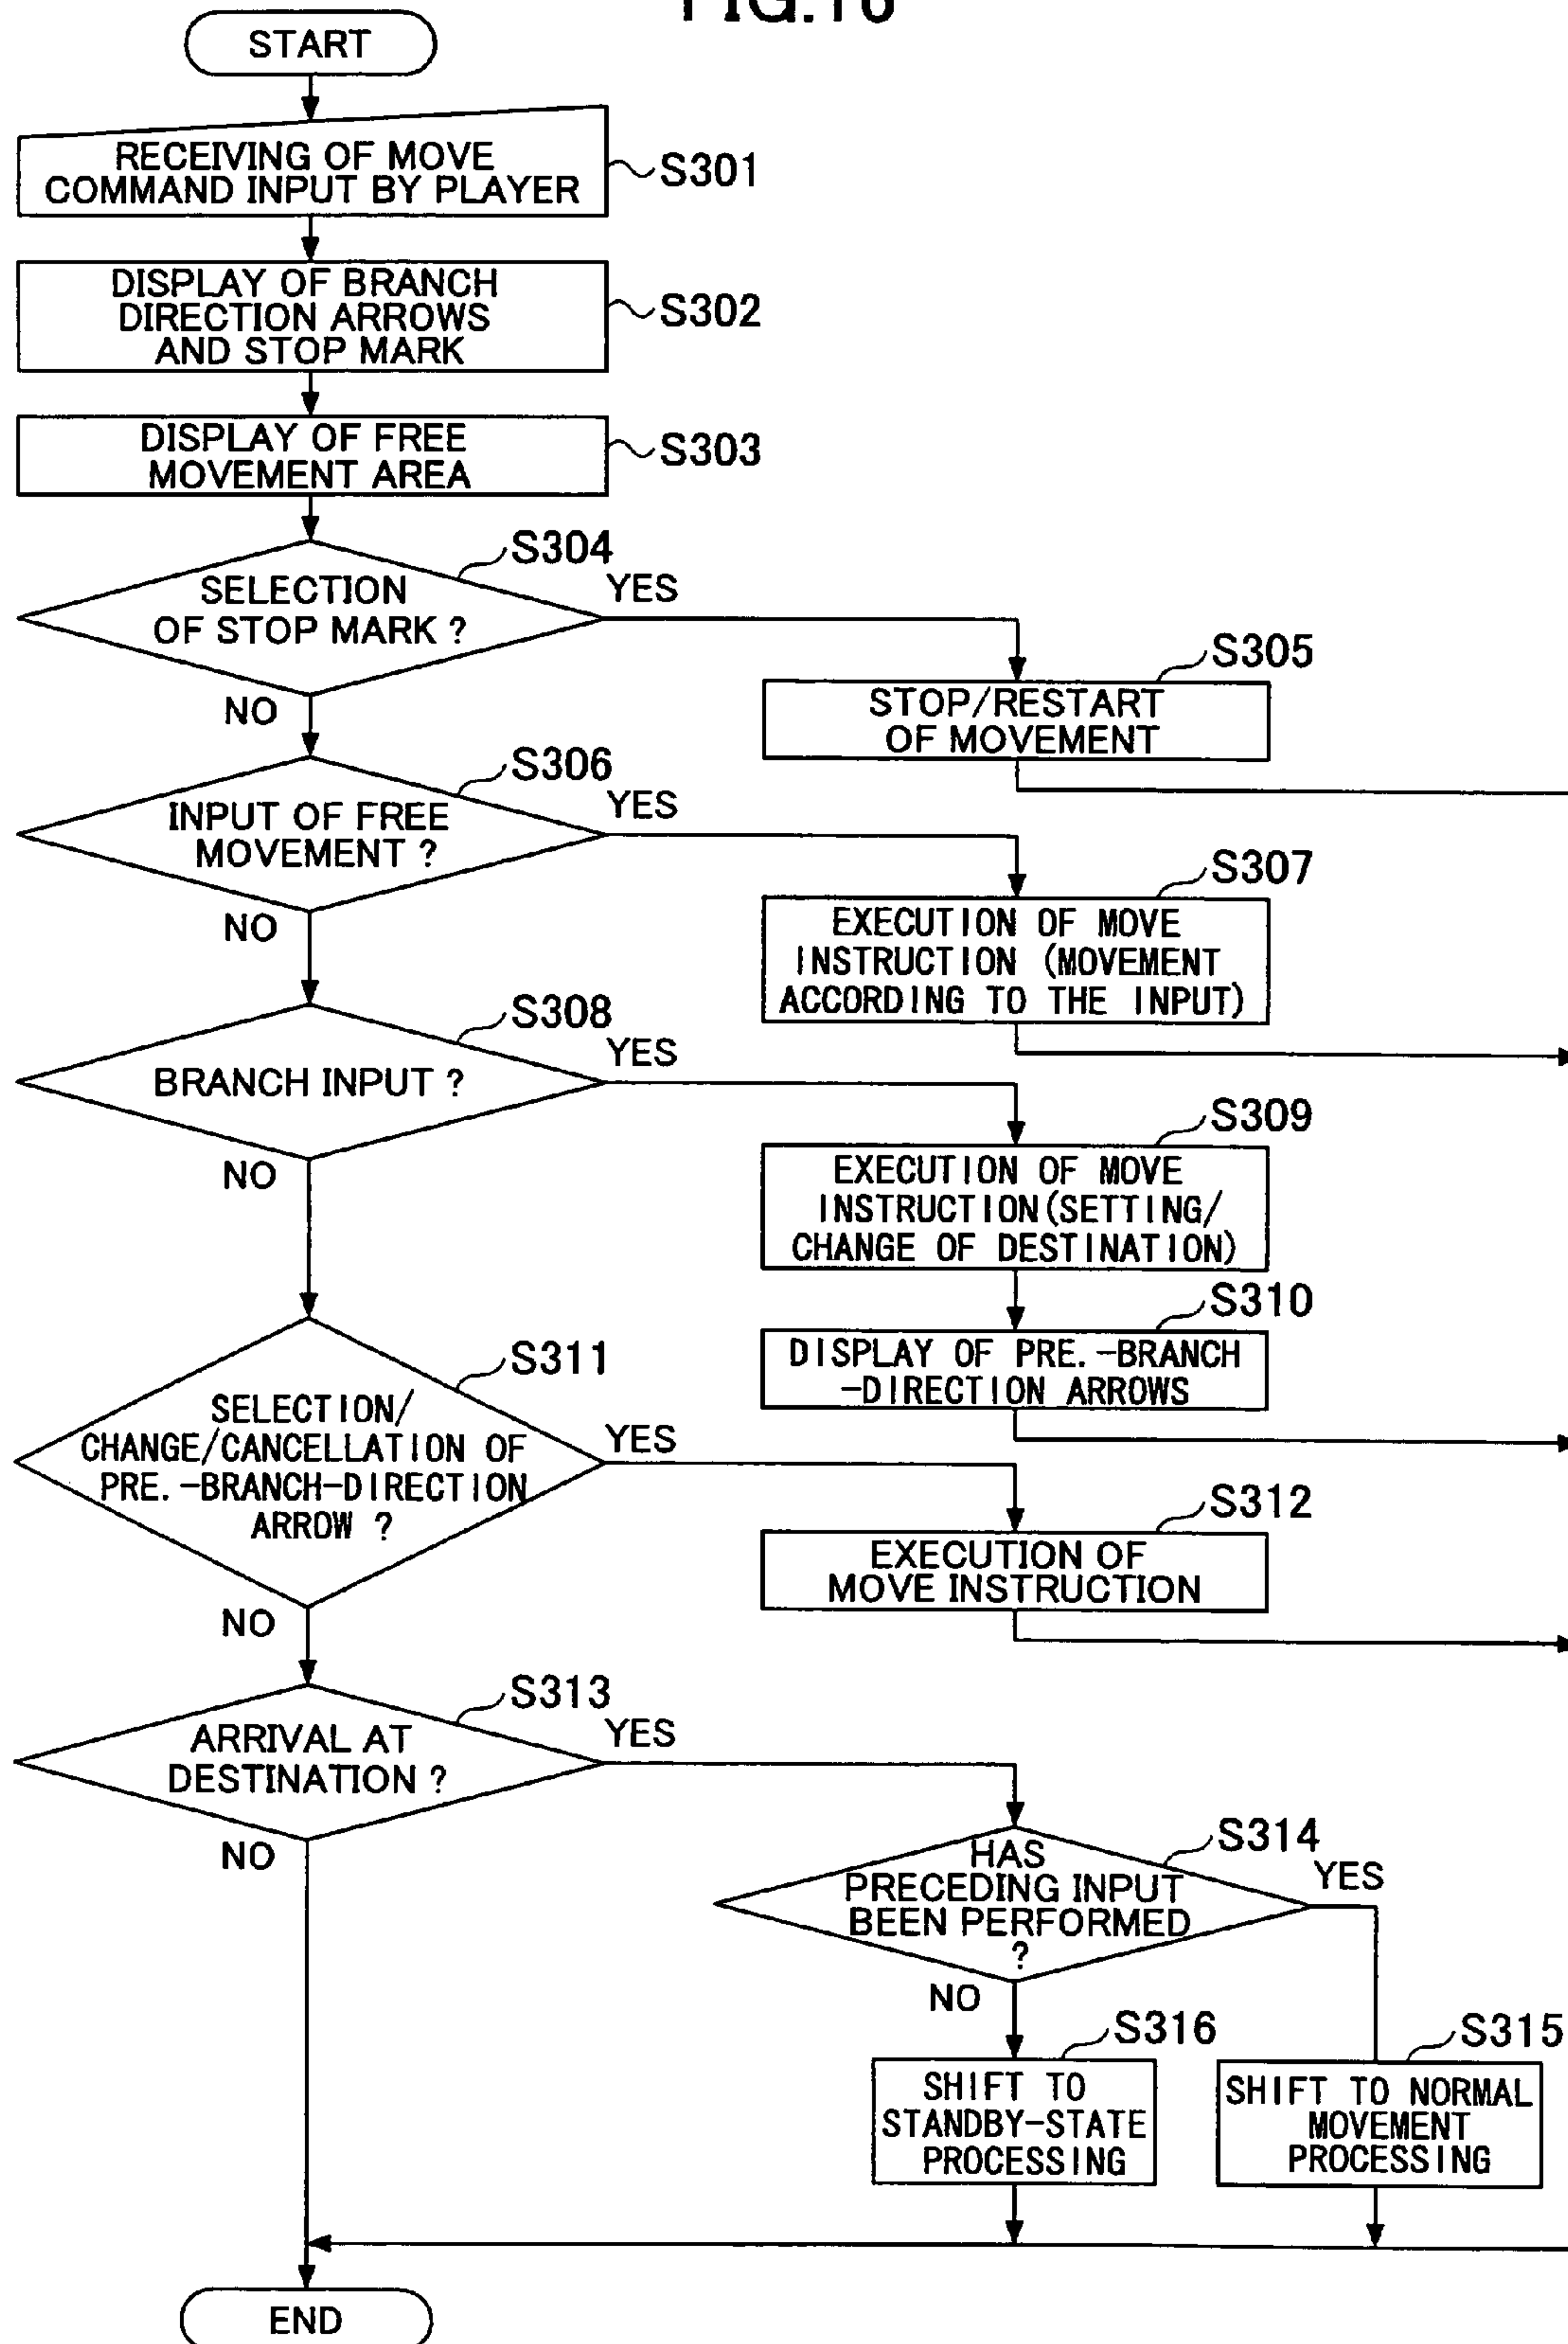 FIG.10
START
RECEIVING OF MOVE
COMMAND INPUT BY PLAYER
S301
DISPLAY OF BRANCH
DIRECTION ARROWS
AND STOP MARK
S302
DISPLAY OF FREE
MOVEMENT AREA
S303
S304
SELECTION
OF STOP MARK ?
YES
NO
S305
STOP/RESTART
OF MOVEMENT
S306
INPUT OF FREE
MOVEMENT ?
YES
NO
S307
EXECUTION OF MOVE
INSTRUCTION (MOVEMENT
ACCORDING TO THE INPUT)
S308
BRANCH INPUT ?
YES
NO
S309
EXECUTION OF MOVE
INSTRUCTION(SETTING/
CHANGE OF DESTINATION)
S310
DISPLAY OF PRE.-BRANCH
-DIRECTION ARROWS
S311
SELECTION/
CHANGE/CANCELLATION OF
PRE.-BRANCH-DIRECTION
ARROW ?
YES
NO
S312
EXECUTION OF
MOVE INSTRUCTION
S313
ARRIVAL AT
DESTINATION ?
YES
NO
S314
HAS
PRECEDING INPUT
BEEN PERFORMED
?
YES
NO
S316
SHIFT TO
STANDBY-STATE
PROCESSING
S315
SHIFT TO NORMAL
MOVEMENT
PROCESSING
END